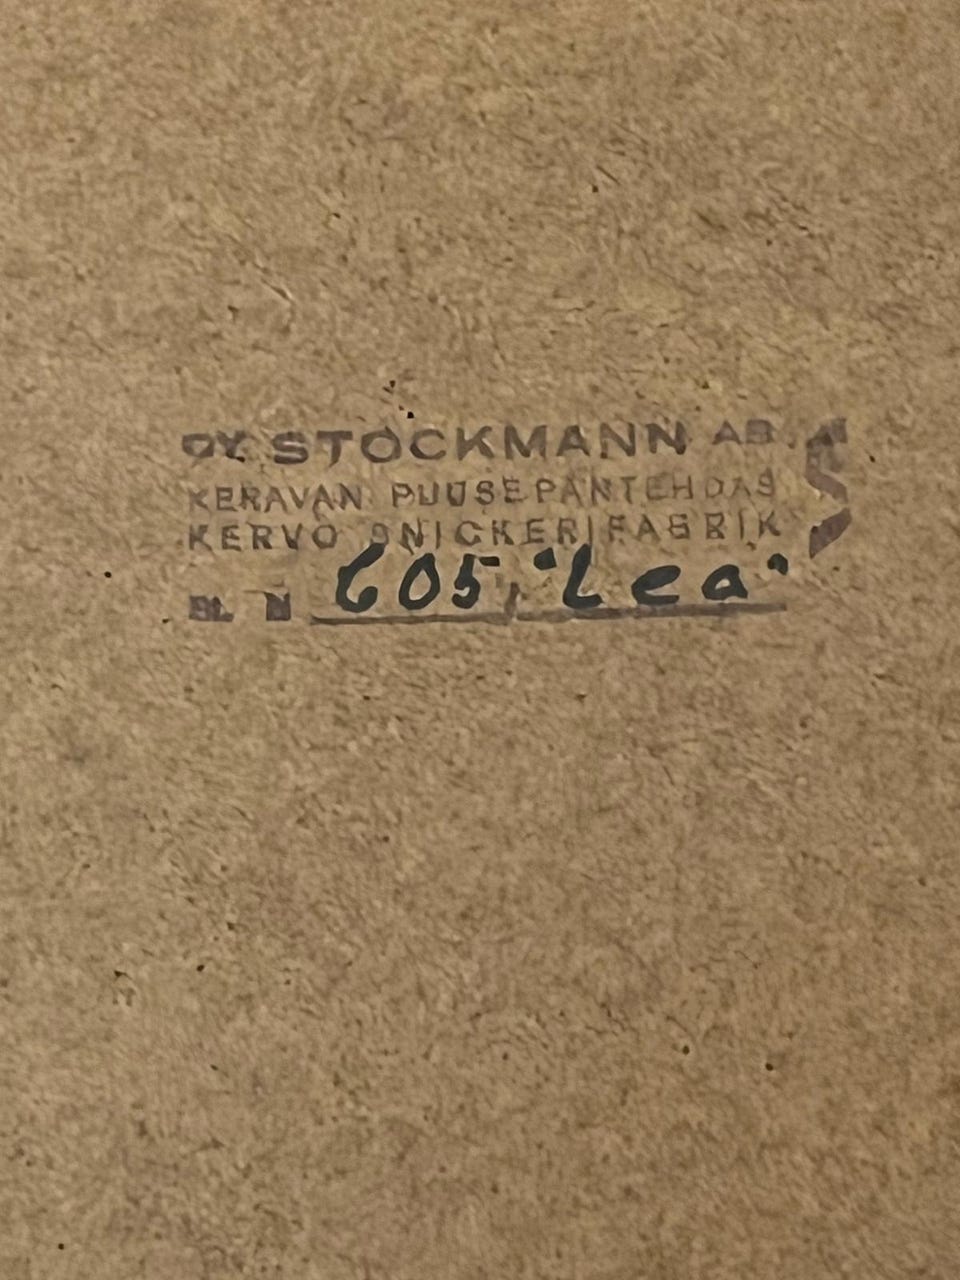 OY. STOCKMANN AB. S
KERAVAN PUUSEPÄNTEHDAS
KERVO SNICKERIFABRIK
605, "Lea"